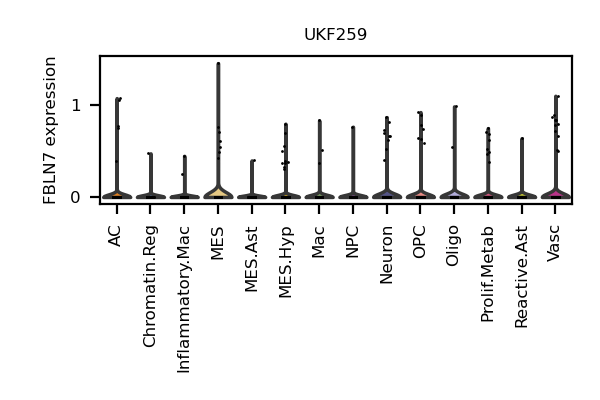 UKF259
FBLN7 expression
1
0
AC
Chromatin.Reg
Inflammatory.Mac
MES
MES.Ast
MES.Hyp
Mac
NPC
Neuron
OPC
Oligo
Prolif.Metab
Reactive.Ast
Vasc